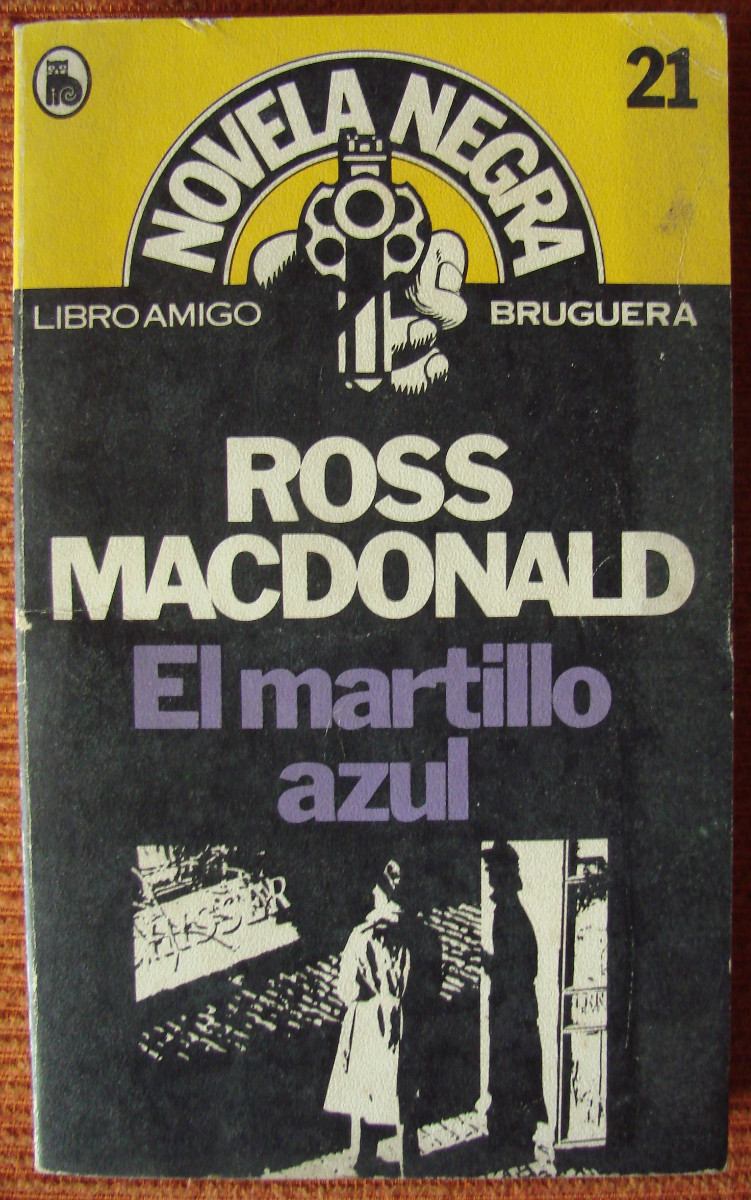 21
NOVELA NEGRA
LIBRO AMIGO
BRUGUERA
ROSS
MACDONALD
El martillo
azul